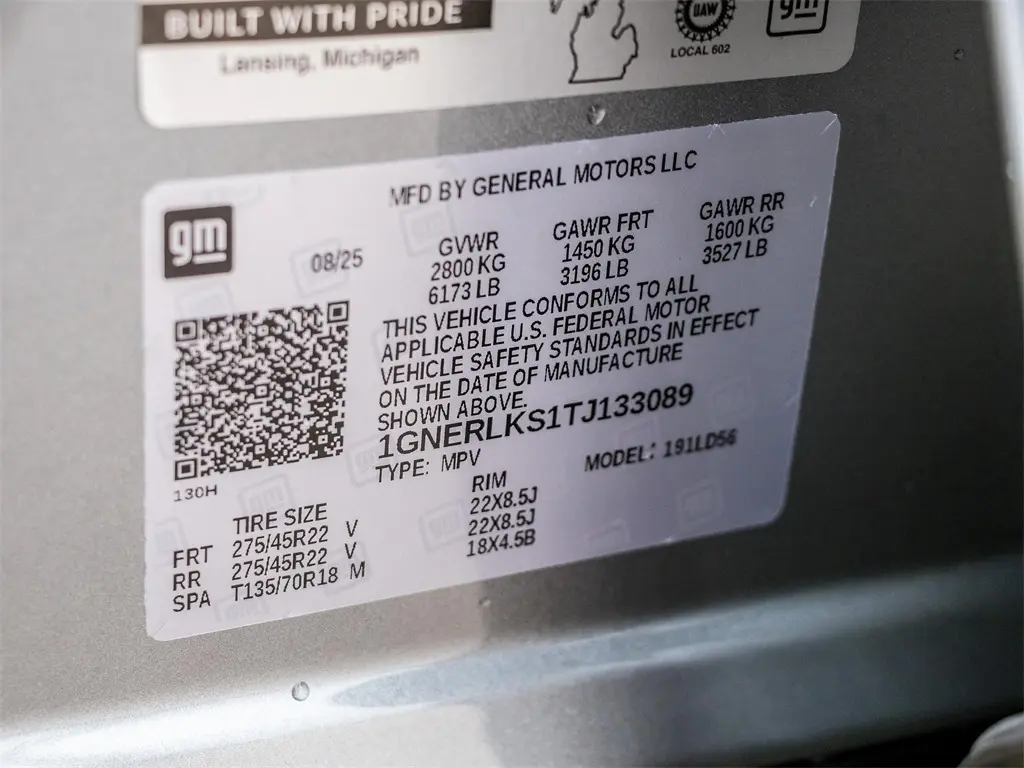 BUILT WITH PRIDE
Lansing, Michigan
UAW
LOCAL 602
gm
MFD BY GENERAL MOTORS LLC
gm
08/25
GVWR GAWR FRT GAWR RR
2800 KG 1450 KG 1600 KG
6173 LB 3196 LB 3527 LB
THIS VEHICLE CONFORMS TO ALL
APPLICABLE U.S. FEDERAL MOTOR
VEHICLE SAFETY STANDARDS IN EFFECT
ON THE DATE OF MANUFACTURE
SHOWN ABOVE.
1GNERLKS1TJ133089
TYPE: MPV MODEL: 191LD56
130H
TIRE SIZE RIM
FRT 275/45R22 V 22X8.5J
RR 275/45R22 V 22X8.5J
SPA T135/70R18 M 18X4.5B